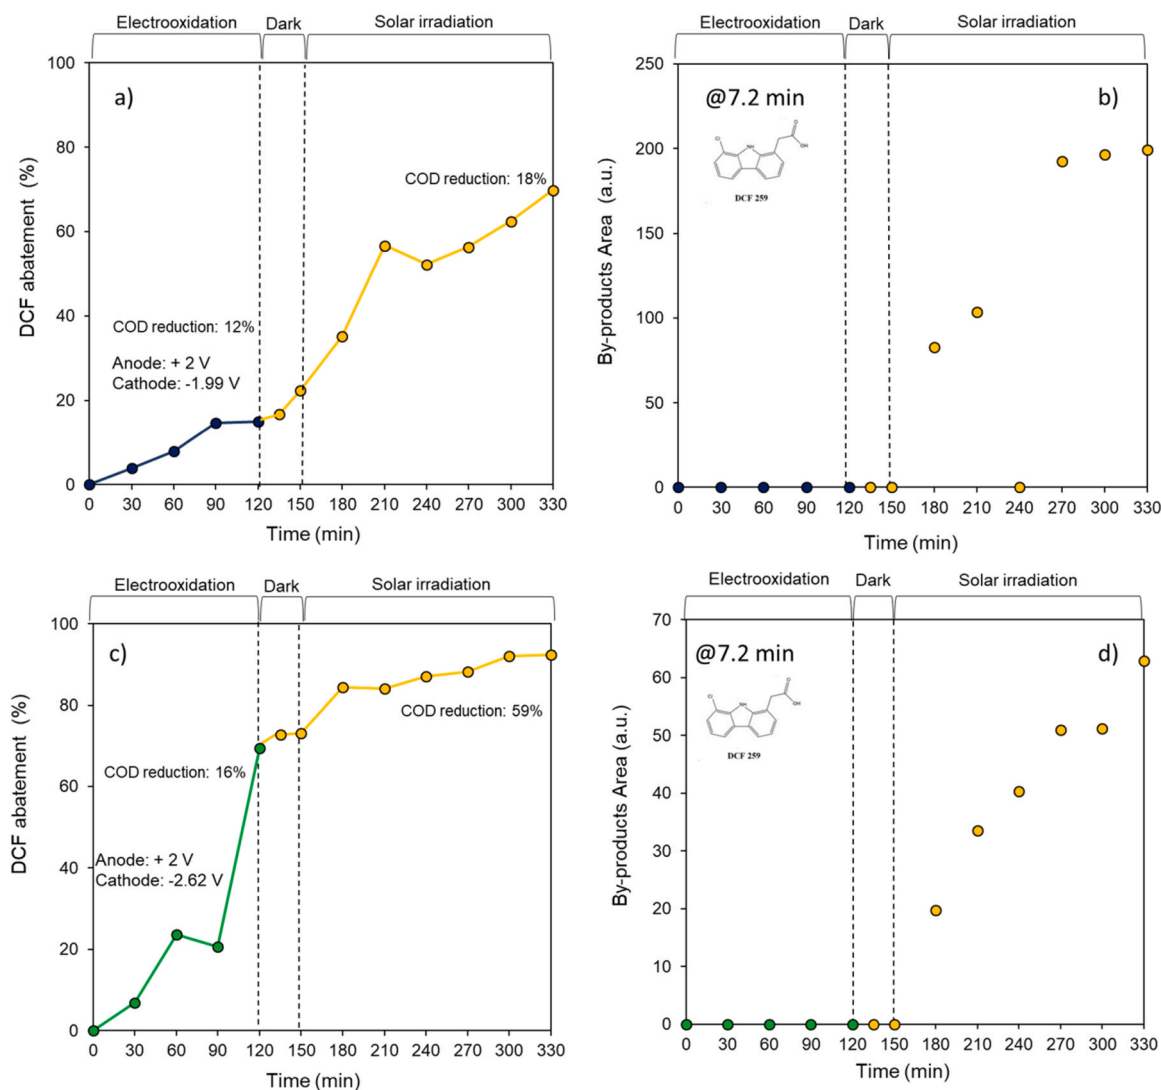 Electrooxidation Dark Solar irradiation
a)
100
80
60
40
20
0
DCF abatement (%)
COD reduction: 18%
COD reduction: 12%
Anode: + 2 V
Cathode: -1.99 V
0 30 60 90 120 150 180 210 240 270 300 330
Time (min)
Electrooxidation Dark Solar irradiation
b)
@7.2 min
Cl
NH
O
OH
DCF 259
250
200
150
100
50
0
By-products Area (a.u.)
0 30 60 90 120 150 180 210 240 270 300 330
Time (min)
Electrooxidation Dark Solar irradiation
c)
100
80
60
40
20
0
DCF abatement (%)
COD reduction: 59%
COD reduction: 16%
Anode: + 2 V
Cathode: -2.62 V
0 30 60 90 120 150 180 210 240 270 300 330
Time (min)
Electrooxidation Dark Solar irradiation
d)
@7.2 min
Cl
NH
O
OH
DCF 259
70
60
50
40
30
20
10
0
By-products Area (a.u.)
0 30 60 90 120 150 180 210 240 270 300 330
Time (min)